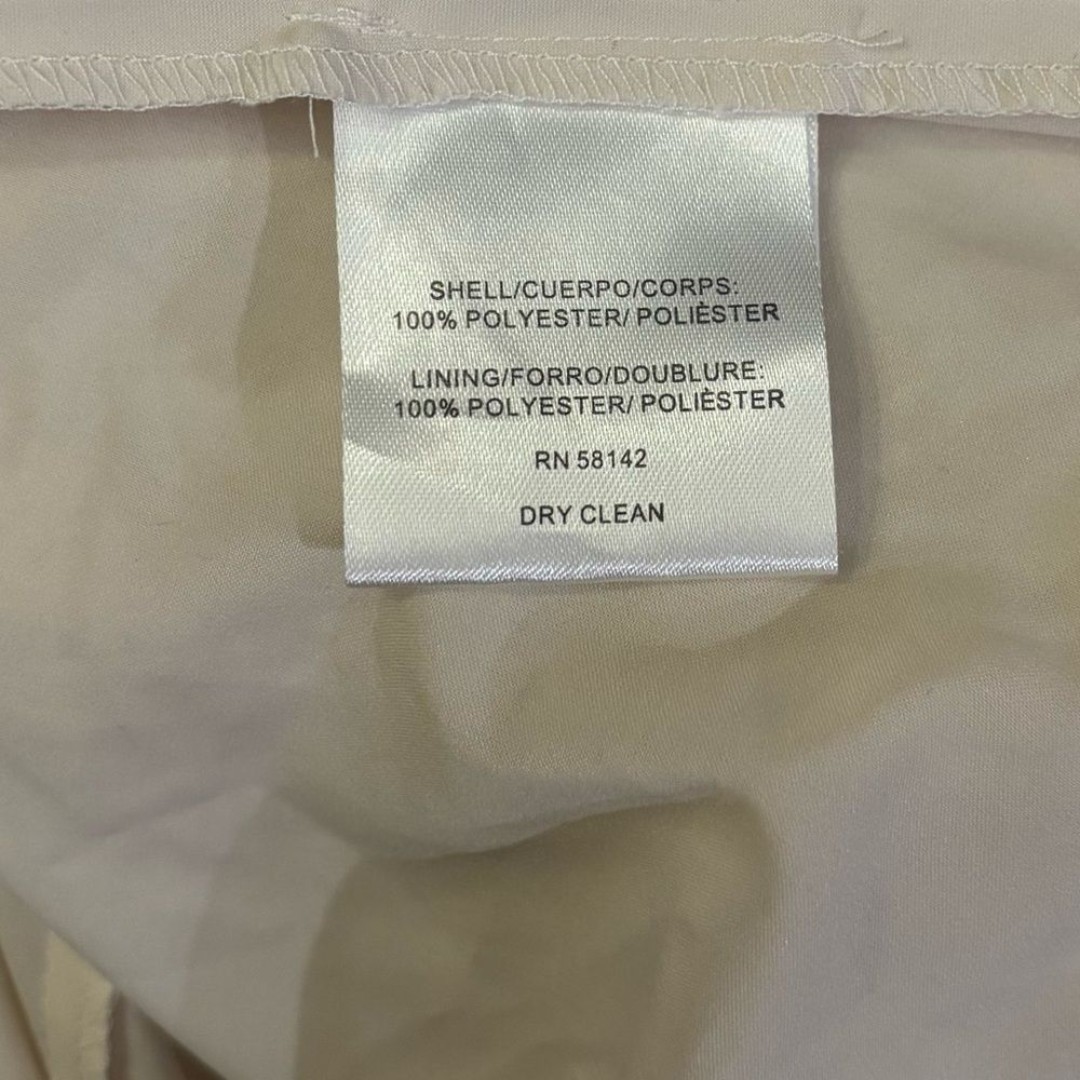 SHELL/CUERPO/CORPS:
100% POLYESTER/ POLIÈSTER
LINING/FORRO/DOUBLURE:
100% POLYESTER/ POLIÈSTER
RN 58142
DRY CLEAN